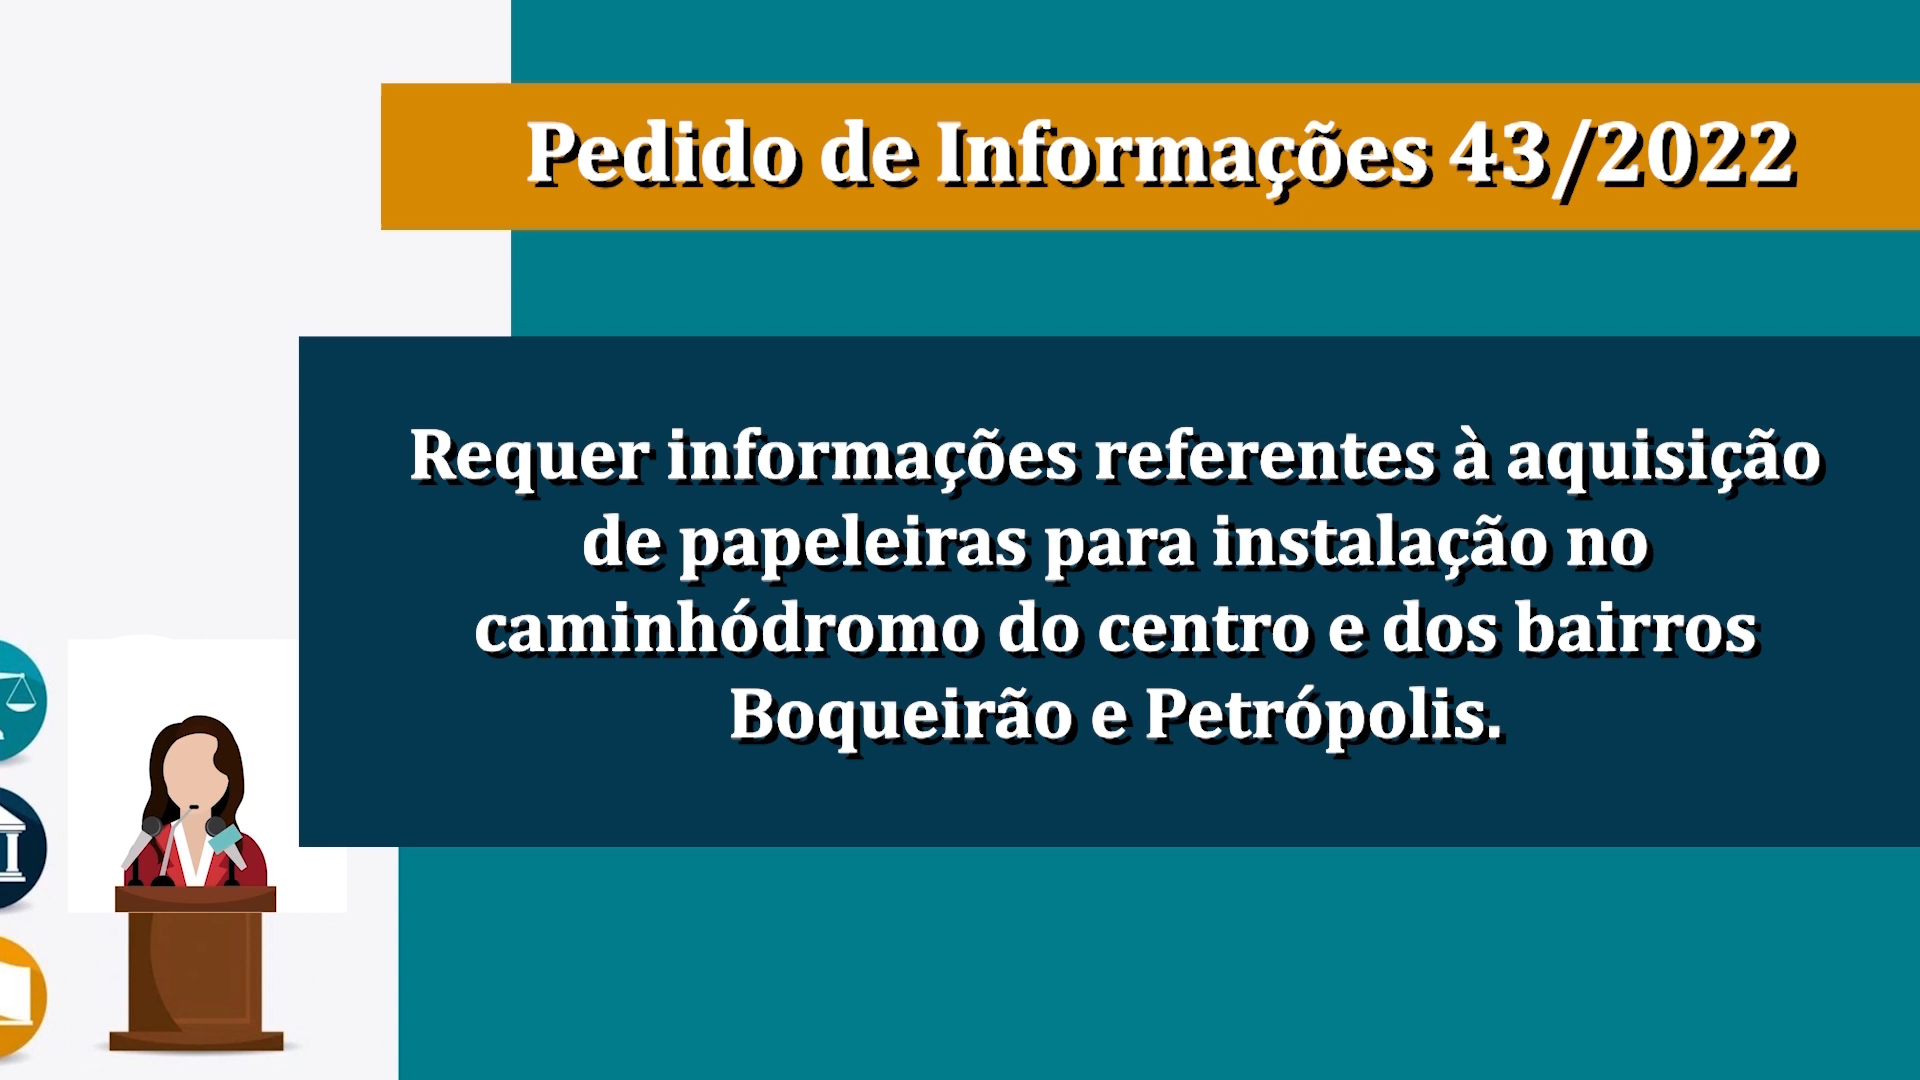 Pedido de Informações 43/2022
Requer informações referentes à aquisição
de papeleiras para instalação no
caminhódromo do centro e dos bairros
Boqueirão e Petrópolis.